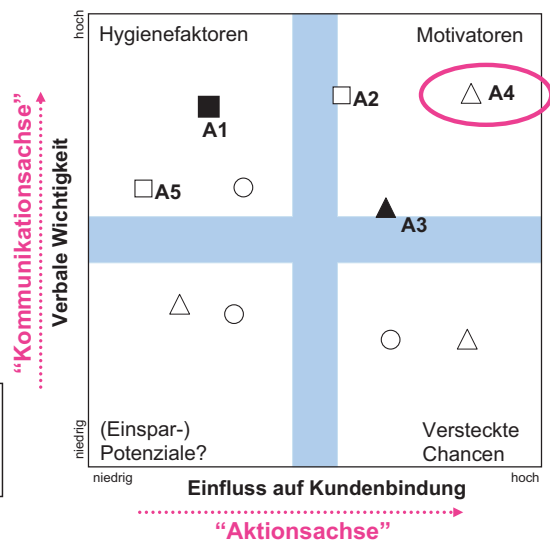 hoch
Hygienefaktoren
Motivatoren
A2
A4
A1
A5
A3
"Kommunikationsachse"
Verbale Wichtigkeit
(Einspar-)
Potenziale?
Versteckte
Chancen
niedrig
niedrig
hoch
Einfluss auf Kundenbindung
"Aktionsachse"